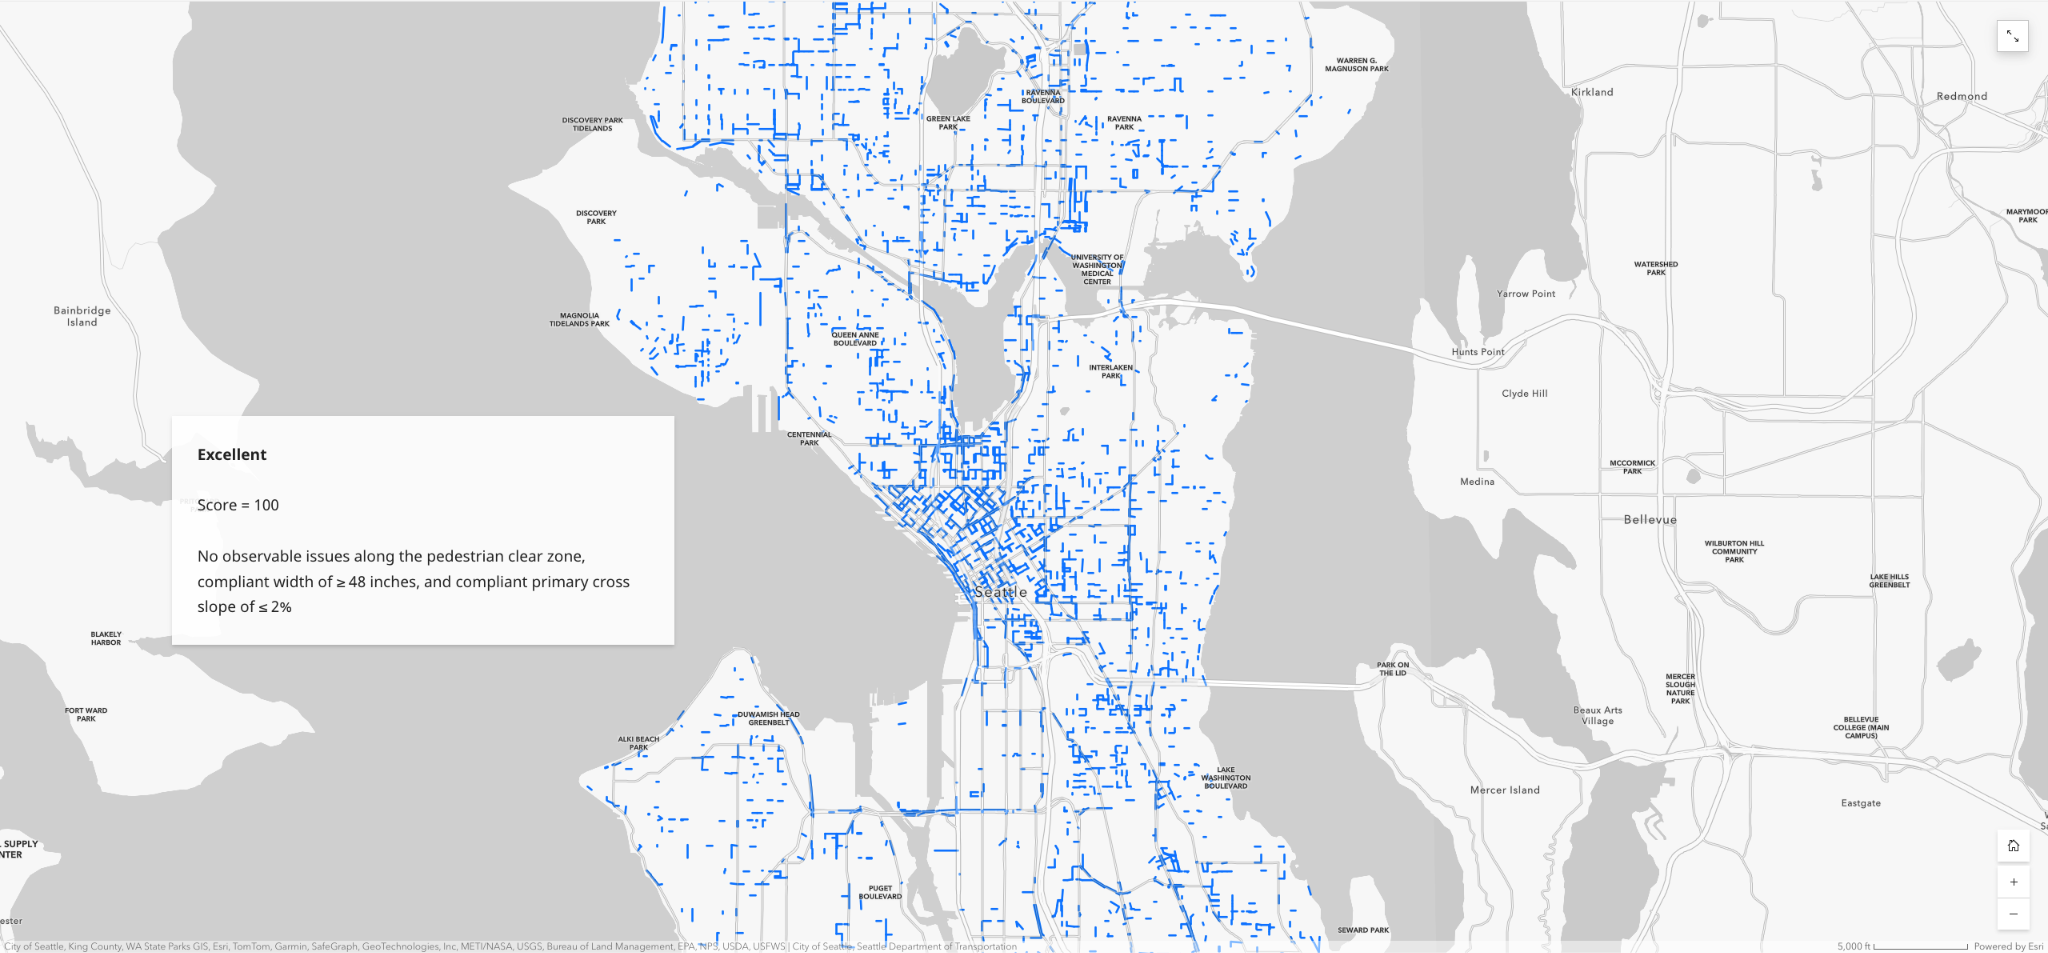 WARREN G.
MAGNUSON PARK
Kirkland
Redmond
RAVENNA
BOULEVARD
DISCOVERY PARK
TIDELANDS
GREEN LAKE
PARK
RAVENNA
PARK
DISCOVERY
PARK
MARYMOOR
PARK
UNIVERSITY OF
WASHINGTON
MEDICAL
CENTER
WATERSHED
PARK
Yarrow Point
Bainbridge
Island
MAGNOLIA
TIDELANDS PARK
QUEEN ANNE
BOULEVARD
Hunts Point
INTERLAKEN
PARK
Clyde Hill
CENTENNIAL
PARK
Excellent
Score = 100
No observable issues along the pedestrian clear zone,
compliant width of ≥ 48 inches, and compliant primary cross
slope of ≤ 2%
MCCORMICK
PARK
Medina
Bellevue
WILBURTON HILL
COMMUNITY
PARK
LAKE HILLS
GREENBELT
Seattle
BLAKELY
HARBOR
PARK ON
THE LID
MERCER
SLOUGH
NATURE
PARK
FORT WARD
PARK
DUWAMISH HEAD
GREENBELT
Beaux Arts
Village
BELLEVUE
COLLEGE (MAIN
CAMPUS)
ALKI BEACH
PARK
LAKE
WASHINGTON
BOULEVARD
Mercer Island
Eastgate
SUPPLY
NTER
PUGET
BOULEVARD
ester
SEWARD PARK
City of Seattle, King County, WA State Parks GIS, Esri, TomTom, Garmin, SafeGraph, GeoTechnologies, Inc, METI/NASA, USGS, Bureau of Land Management, EPA, NPS, USDA, USFWS | City of Seattle, Seattle Department of Transportation
5,000 ft
Powered by Esri